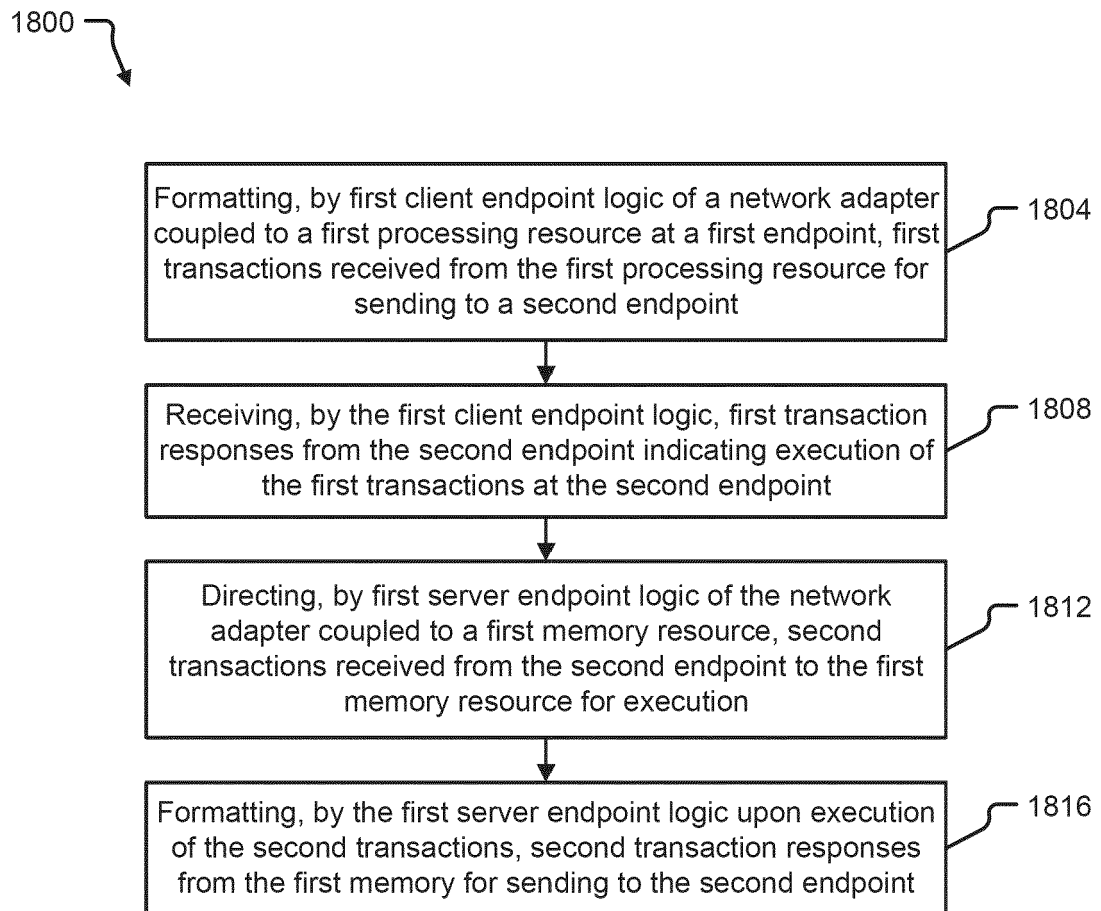 1800
Formatting, by first client endpoint logic of a network adapter
coupled to a first processing resource at a first endpoint, first
transactions received from the first processing resource for
sending to a second endpoint
1804
Receiving, by the first client endpoint logic, first transaction
responses from the second endpoint indicating execution of
the first transactions at the second endpoint
1808
Directing, by first server endpoint logic of the network
adapter coupled to a first memory resource, second
transactions received from the second endpoint to the first
memory resource for execution
1812
Formatting, by the first server endpoint logic upon execution
of the second transactions, second transaction responses
from the first memory for sending to the second endpoint
1816